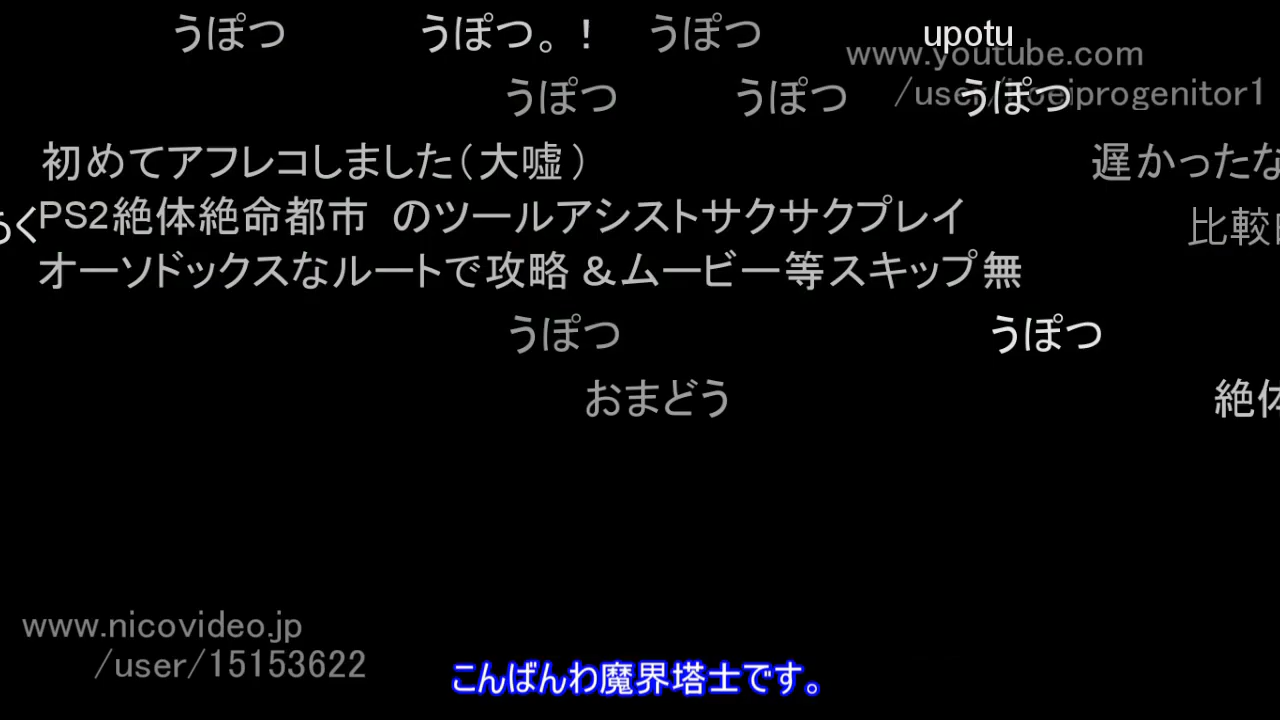 うぽつ うぽつ。！ うぽつ upotu
www.youtube.com
うぽつ うぽつ うぽつ
初めてアフレコしました（大嘘） 遅かったな
PS2絶体絶命都市 のツールアシストサクサクプレイ
比較
オーソドックスなルートで攻略 ＆ムービー等スキップ無
うぽつ うぽつ
おまどう 絶体
www.nicovideo.jp
/user/15153622
こんばんわ魔界塔士です。